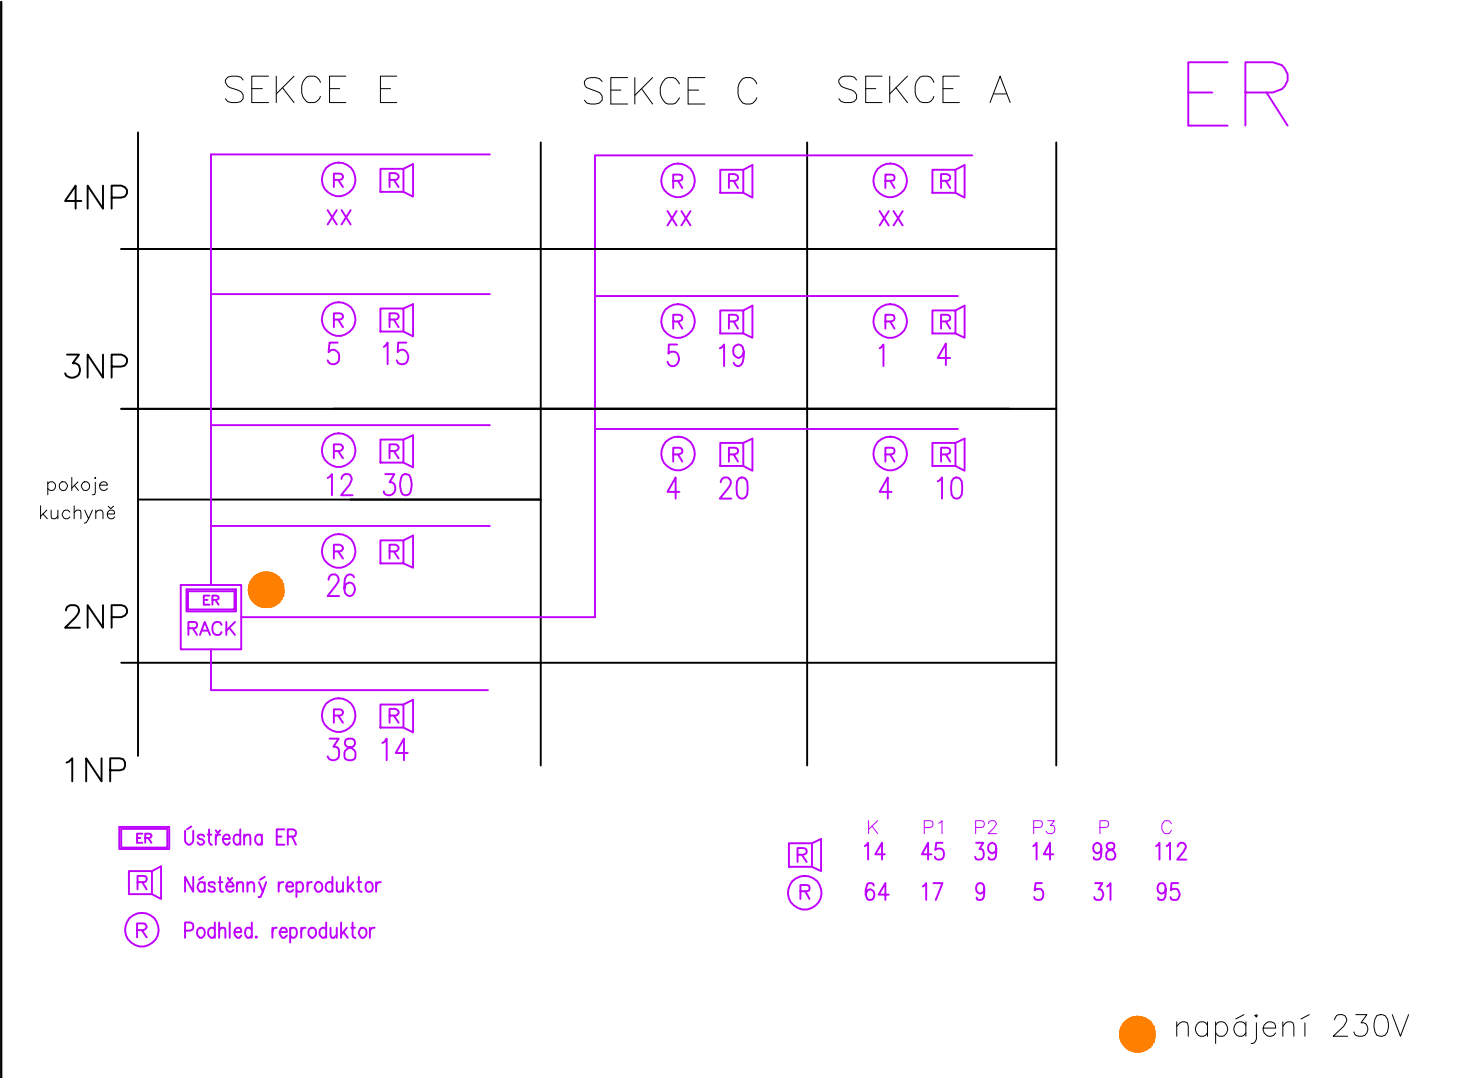 SEKCE E SEKCE C SEKCE A ER
4NP R R R R R R
xx xx xx
R R R R R R
3NP 5 15 5 19 1 4
R R R R R R
pokoje 12 30 4 20 4 10
kuchyně
R R
26
ER
2NP RACK
R R
38 14
1NP
K P1 P2 P3 P C
ER Ústředna ER
R 14 45 39 14 98 112
R Nástěnný reproduktor
R 64 17 9 5 31 95
R Podhled. reproduktor
napájení 230V